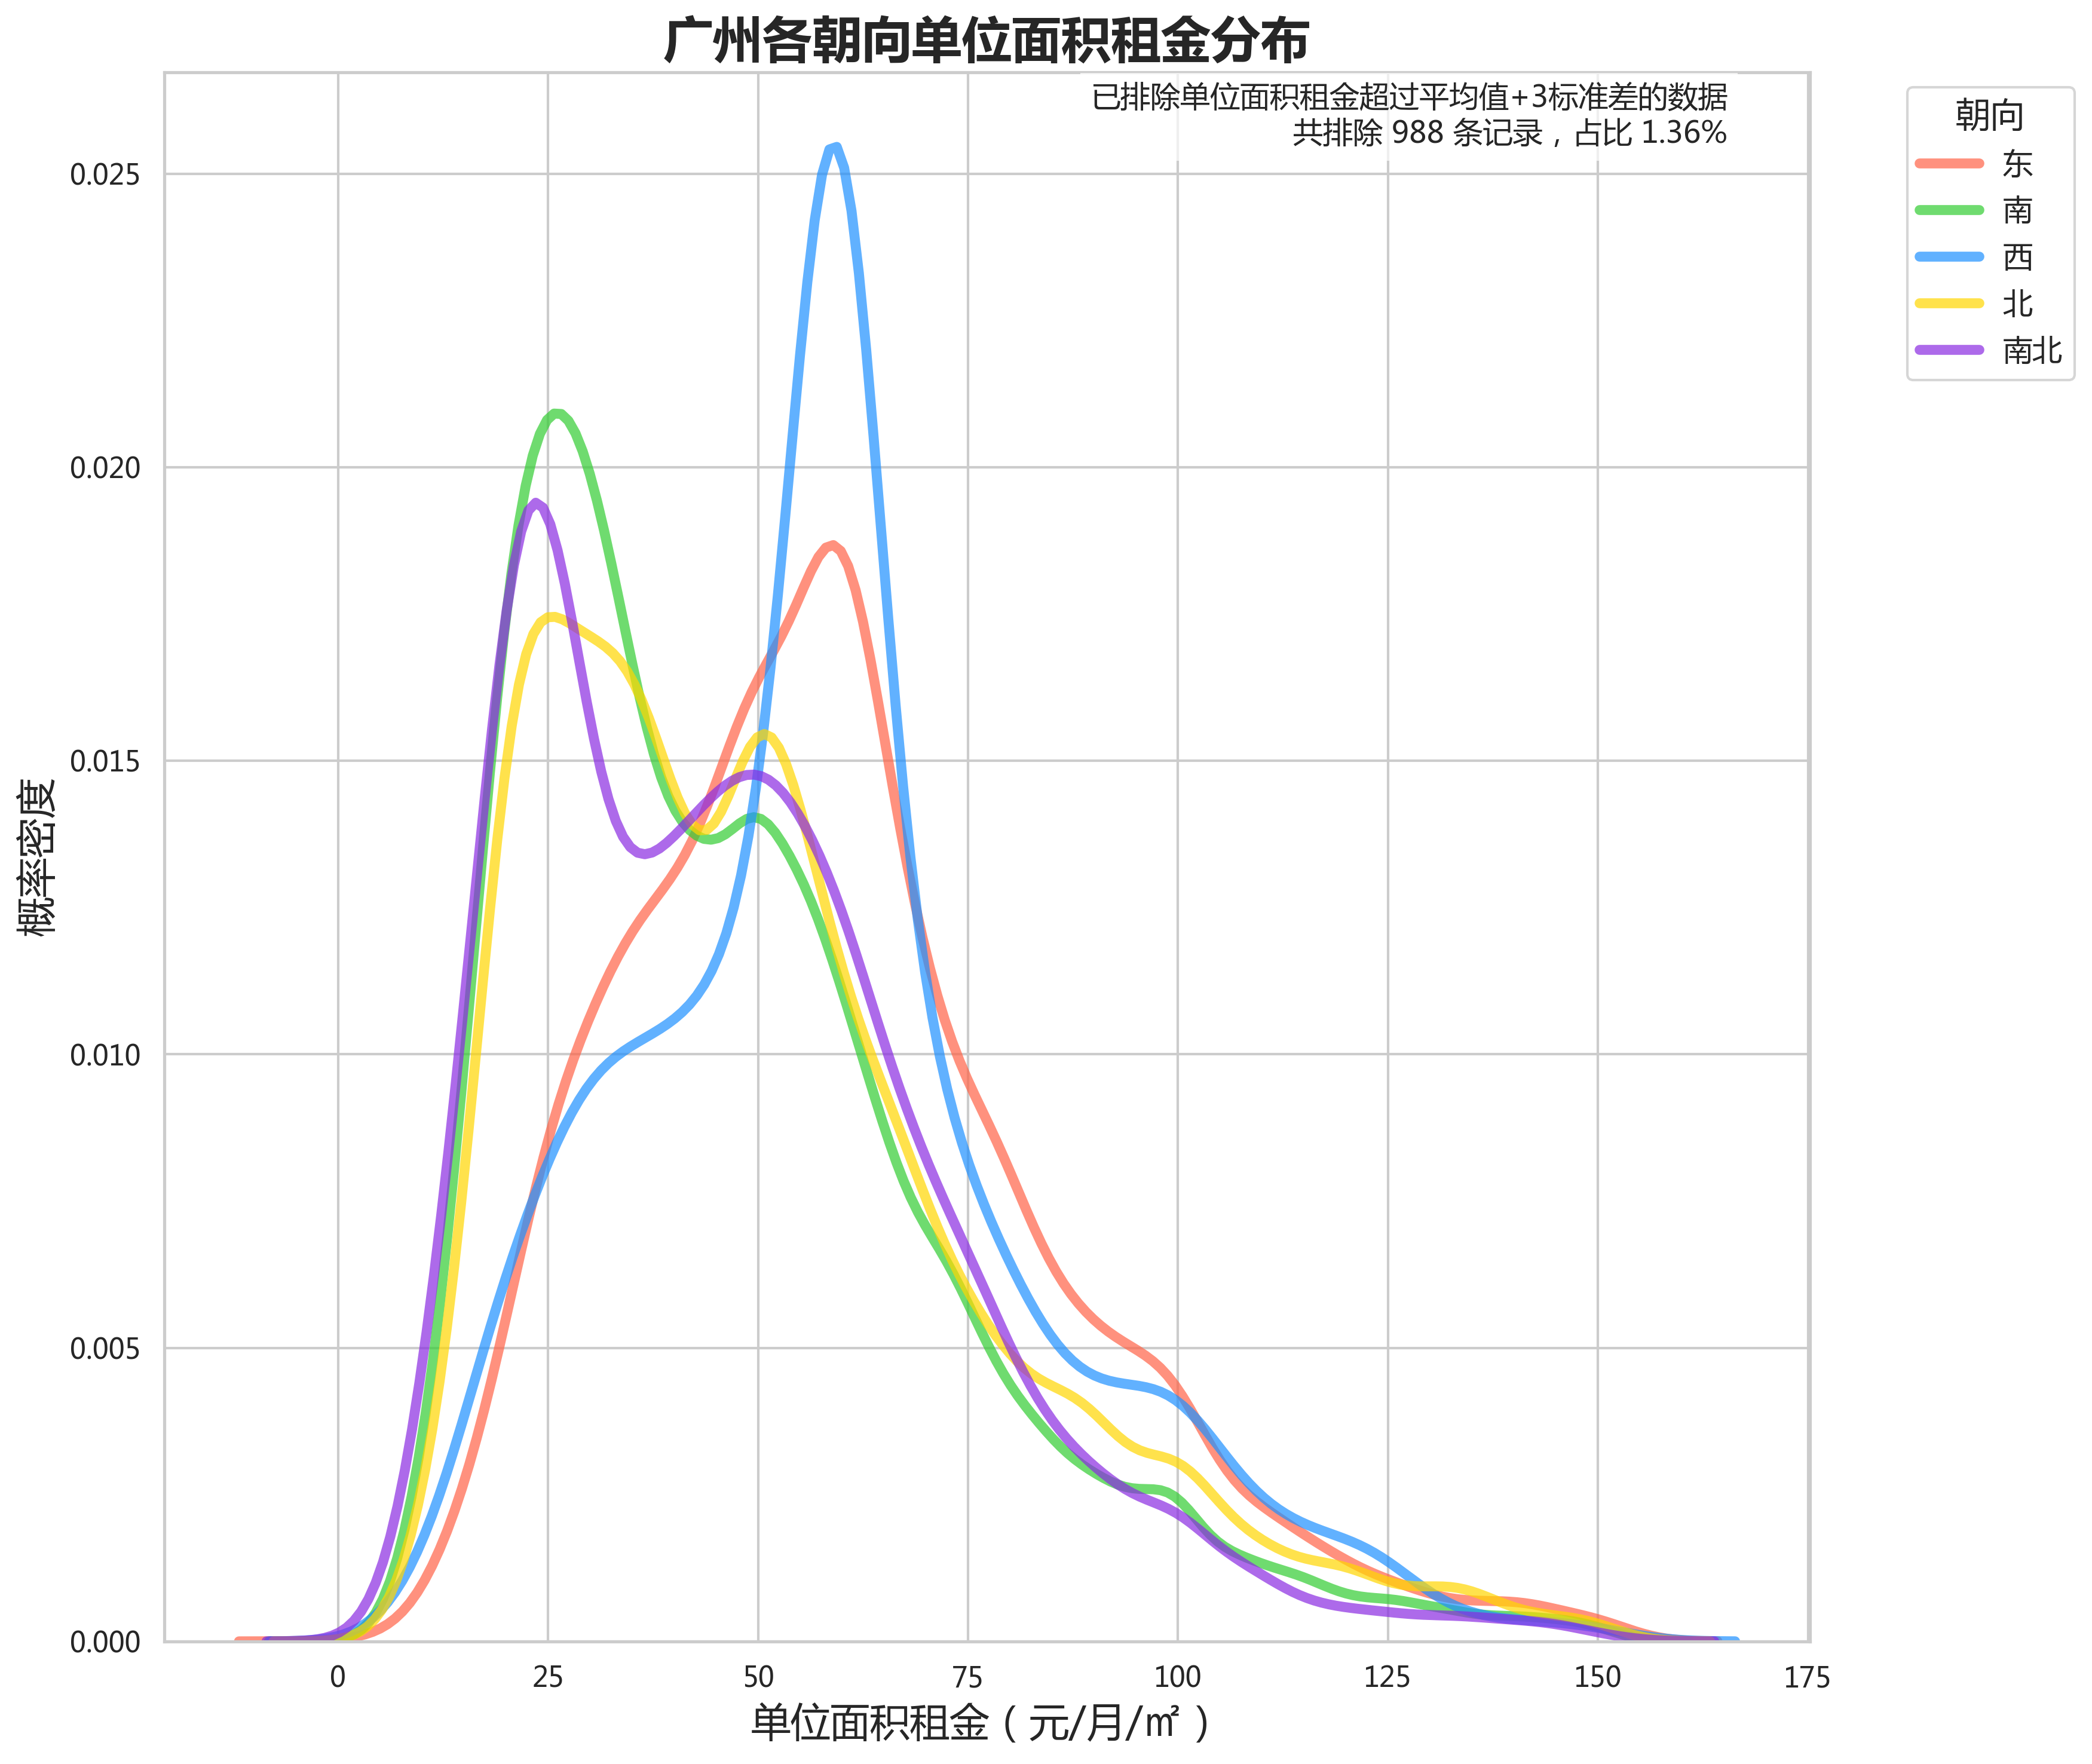 广州各朝向单位面积租金分布
已排除单位面积租金超过平均值+3标准差的数据
共排除 988 条记录，占比 1.36%
朝向
东
南
西
北
南北
概率密度
0.025
0.020
0.015
0.010
0.005
0.000
0 25 50 75 100 125 150 175
单位面积租金（元/月/㎡）